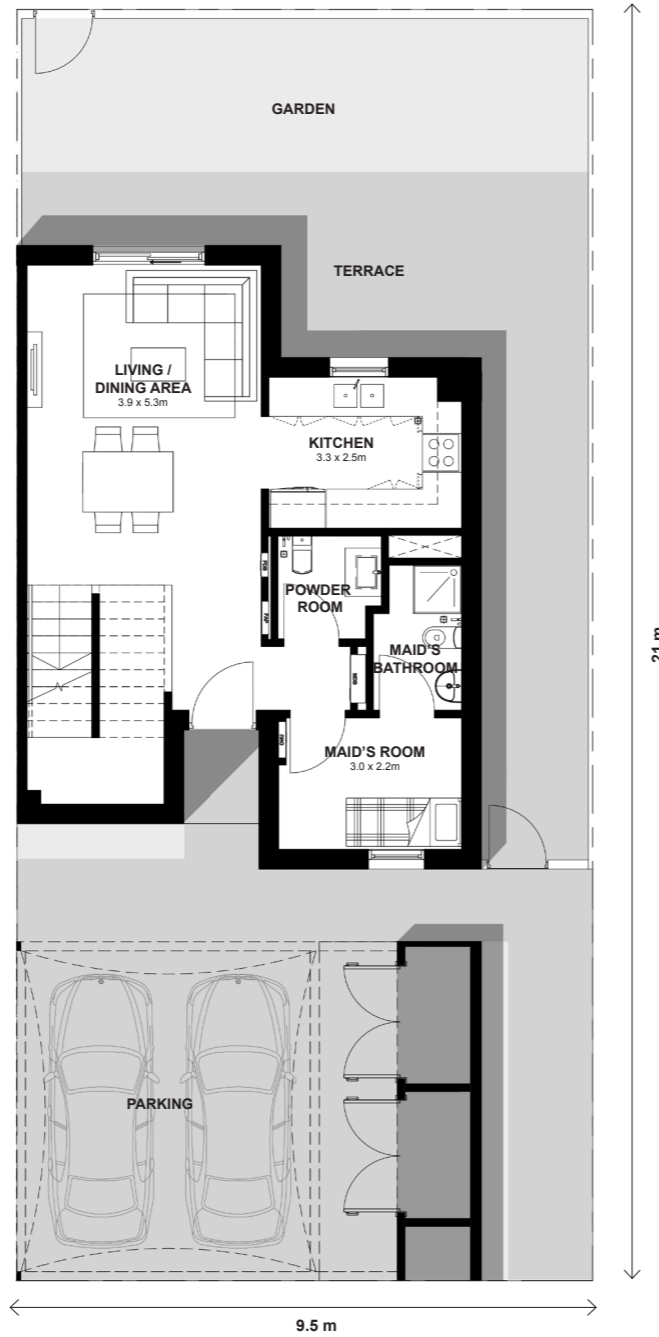 GARDEN
TERRACE
LIVING /
DINING AREA
3.9 x 5.3m
KITCHEN
3.3 x 2.5m
POWDER
ROOM
MAID'S
BATHROOM
MAID'S ROOM
3.0 x 2.2m
PARKING
21 m
9.5 m